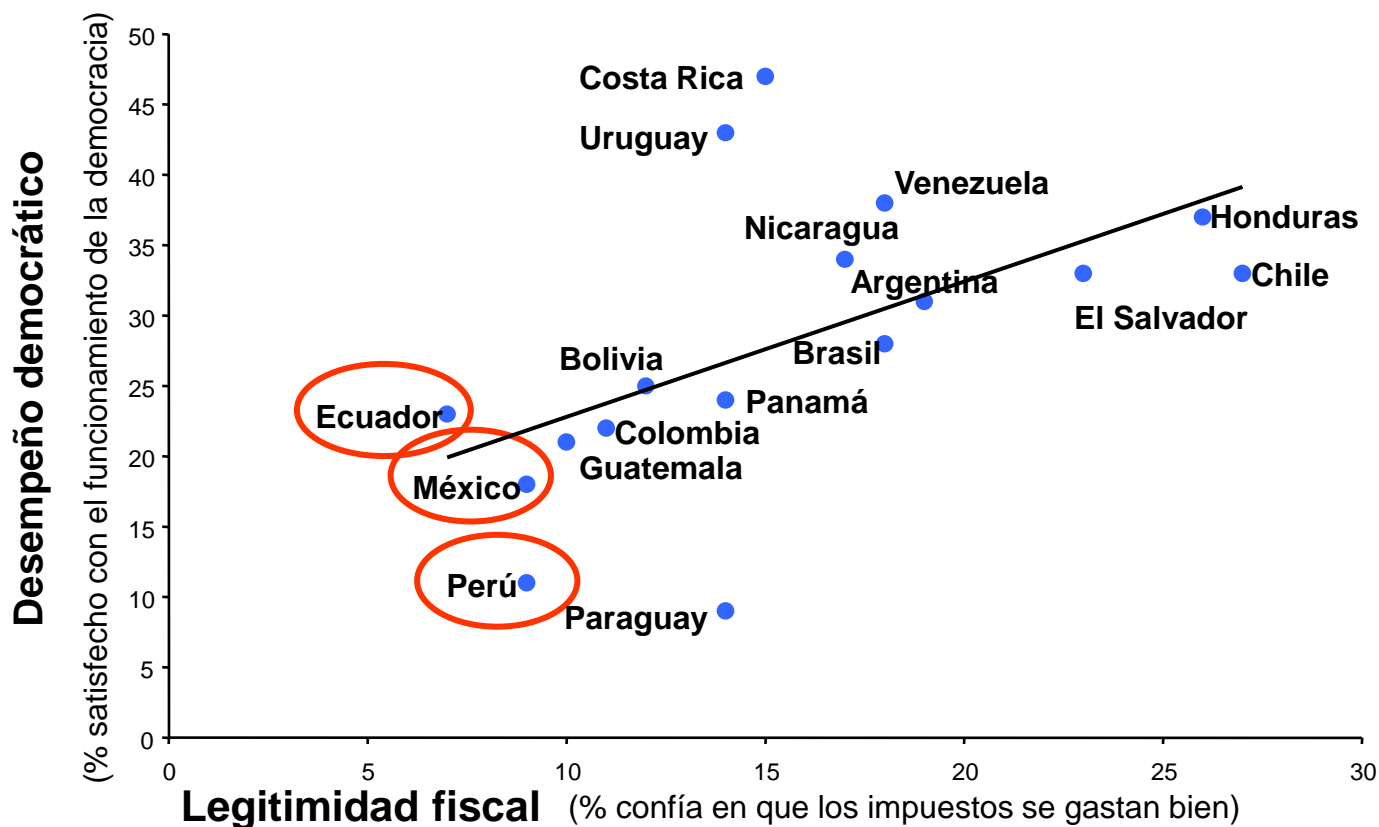 Desempeño democrático
(% satisfecho con el funcionamiento de la democracia)
50
45
40
35
30
25
20
15
10
5
0
Costa Rica
Uruguay
Venezuela
Nicaragua
Honduras
Argentina
Chile
El Salvador
Bolivia
Brasil
Panamá
Ecuador
Colombia
Guatemala
México
Perú
Paraguay
0 5 10 15 20 25 30
Legitimidad fiscal (% confía en que los impuestos se gastan bien)